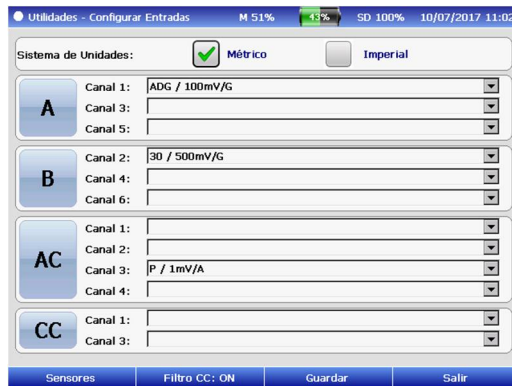 Utilidades - Configurar Entradas M 51% 43% SD 100% 10/07/2017 11:02
Sistema de Unidades: Métrico Imperial
A
Canal 1: ADG / 100mV/G
Canal 3:
Canal 5:
B
Canal 2: 30 / 500mV/G
Canal 4:
Canal 6:
AC
Canal 1:
Canal 2:
Canal 3: P / 1mV/A
Canal 4:
CC
Canal 1:
Canal 3:
Sensores Filtro CC: ON Guardar Salir